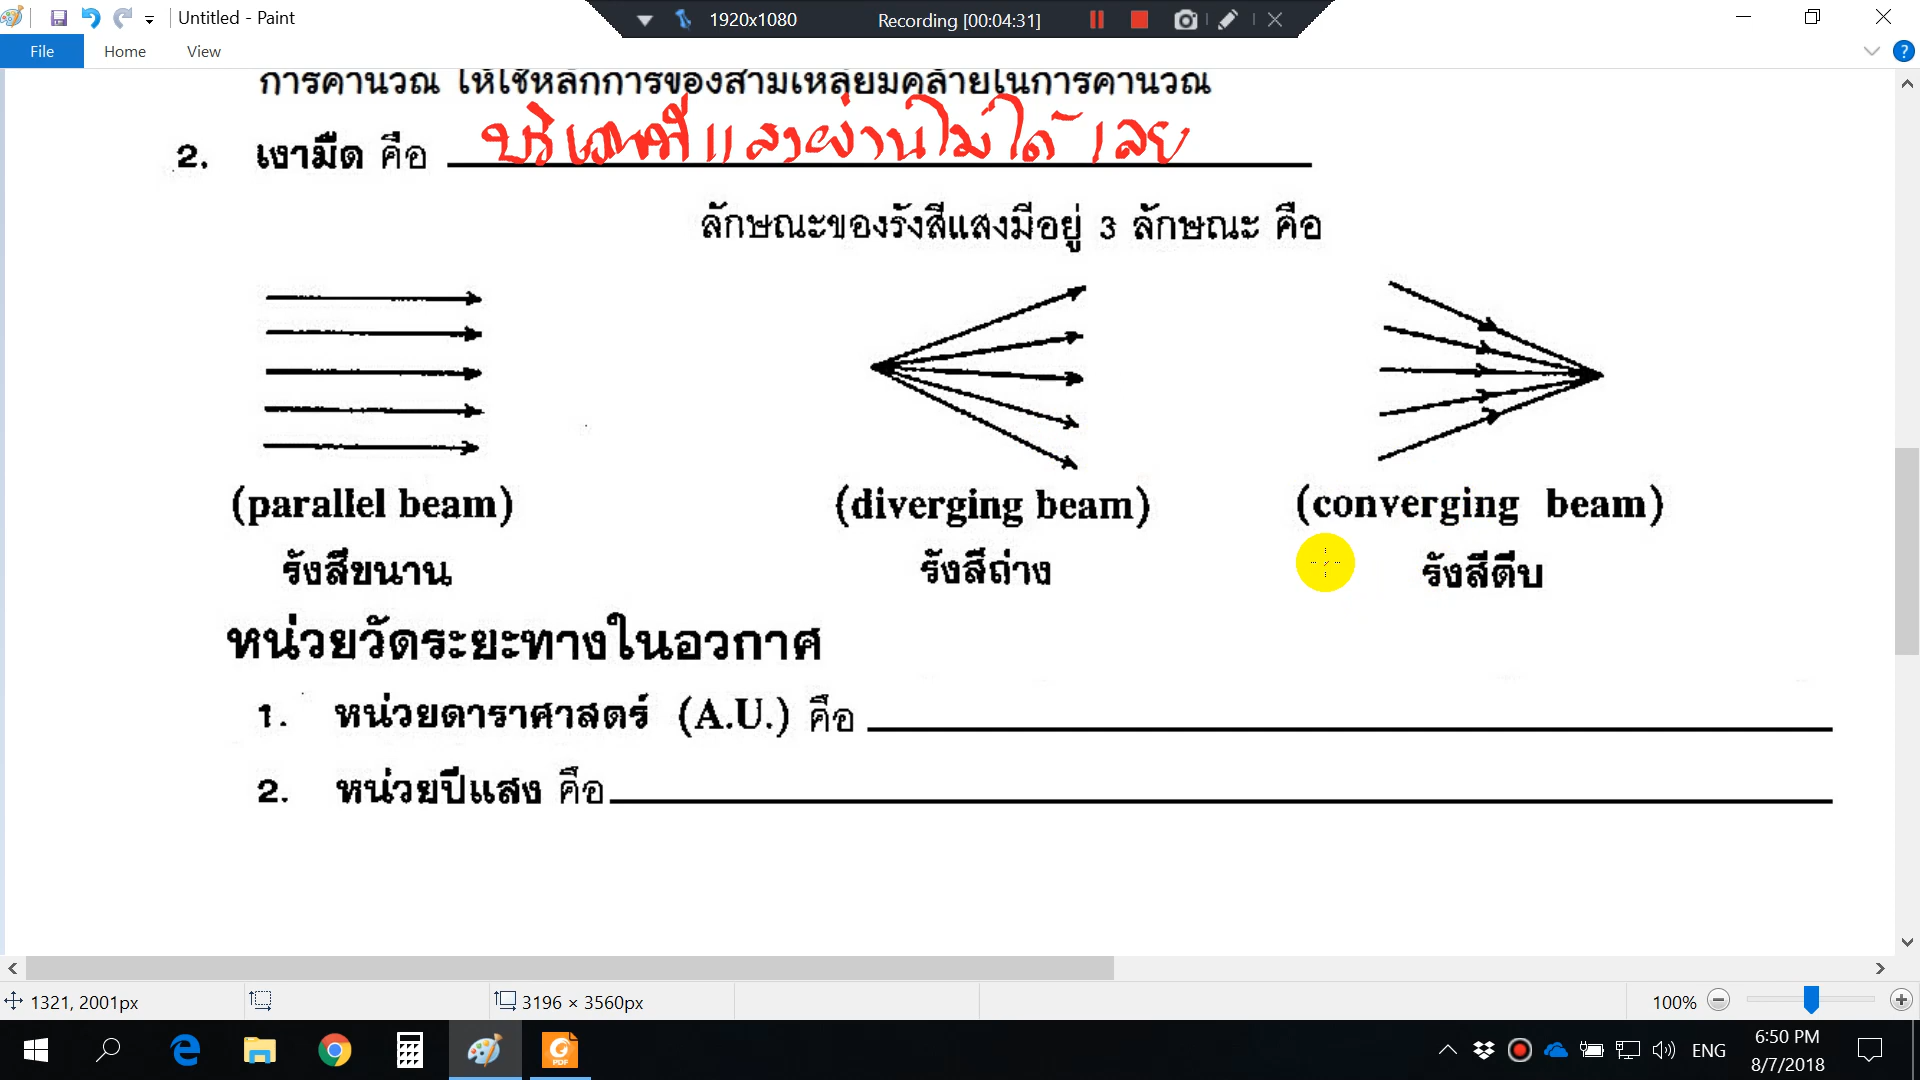 Untitled - Paint
1920x1080
Recording [00:04:31]
File Home View
การคำนวณ ให้ใช้หลักการของสามเหลี่ยมคล้ายในการคำนวณ
2. เงามืด คือ บริเวณที่แสงผ่านไม่ได้เลย
ลักษณะของรังสีแสงมีอยู่ 3 ลักษณะ คือ
(parallel beam) (diverging beam) (converging beam)
รังสีขนาน รังสีถ่าง รังสีตีบ
หน่วยวัดระยะทางในอวกาศ
1. หน่วยดาราศาสตร์ (A.U.) คือ
2. หน่วยปีแสง คือ
1321, 2001px 3196 × 3560px 100%
PDF ENG
6:50 PM
8/7/2018